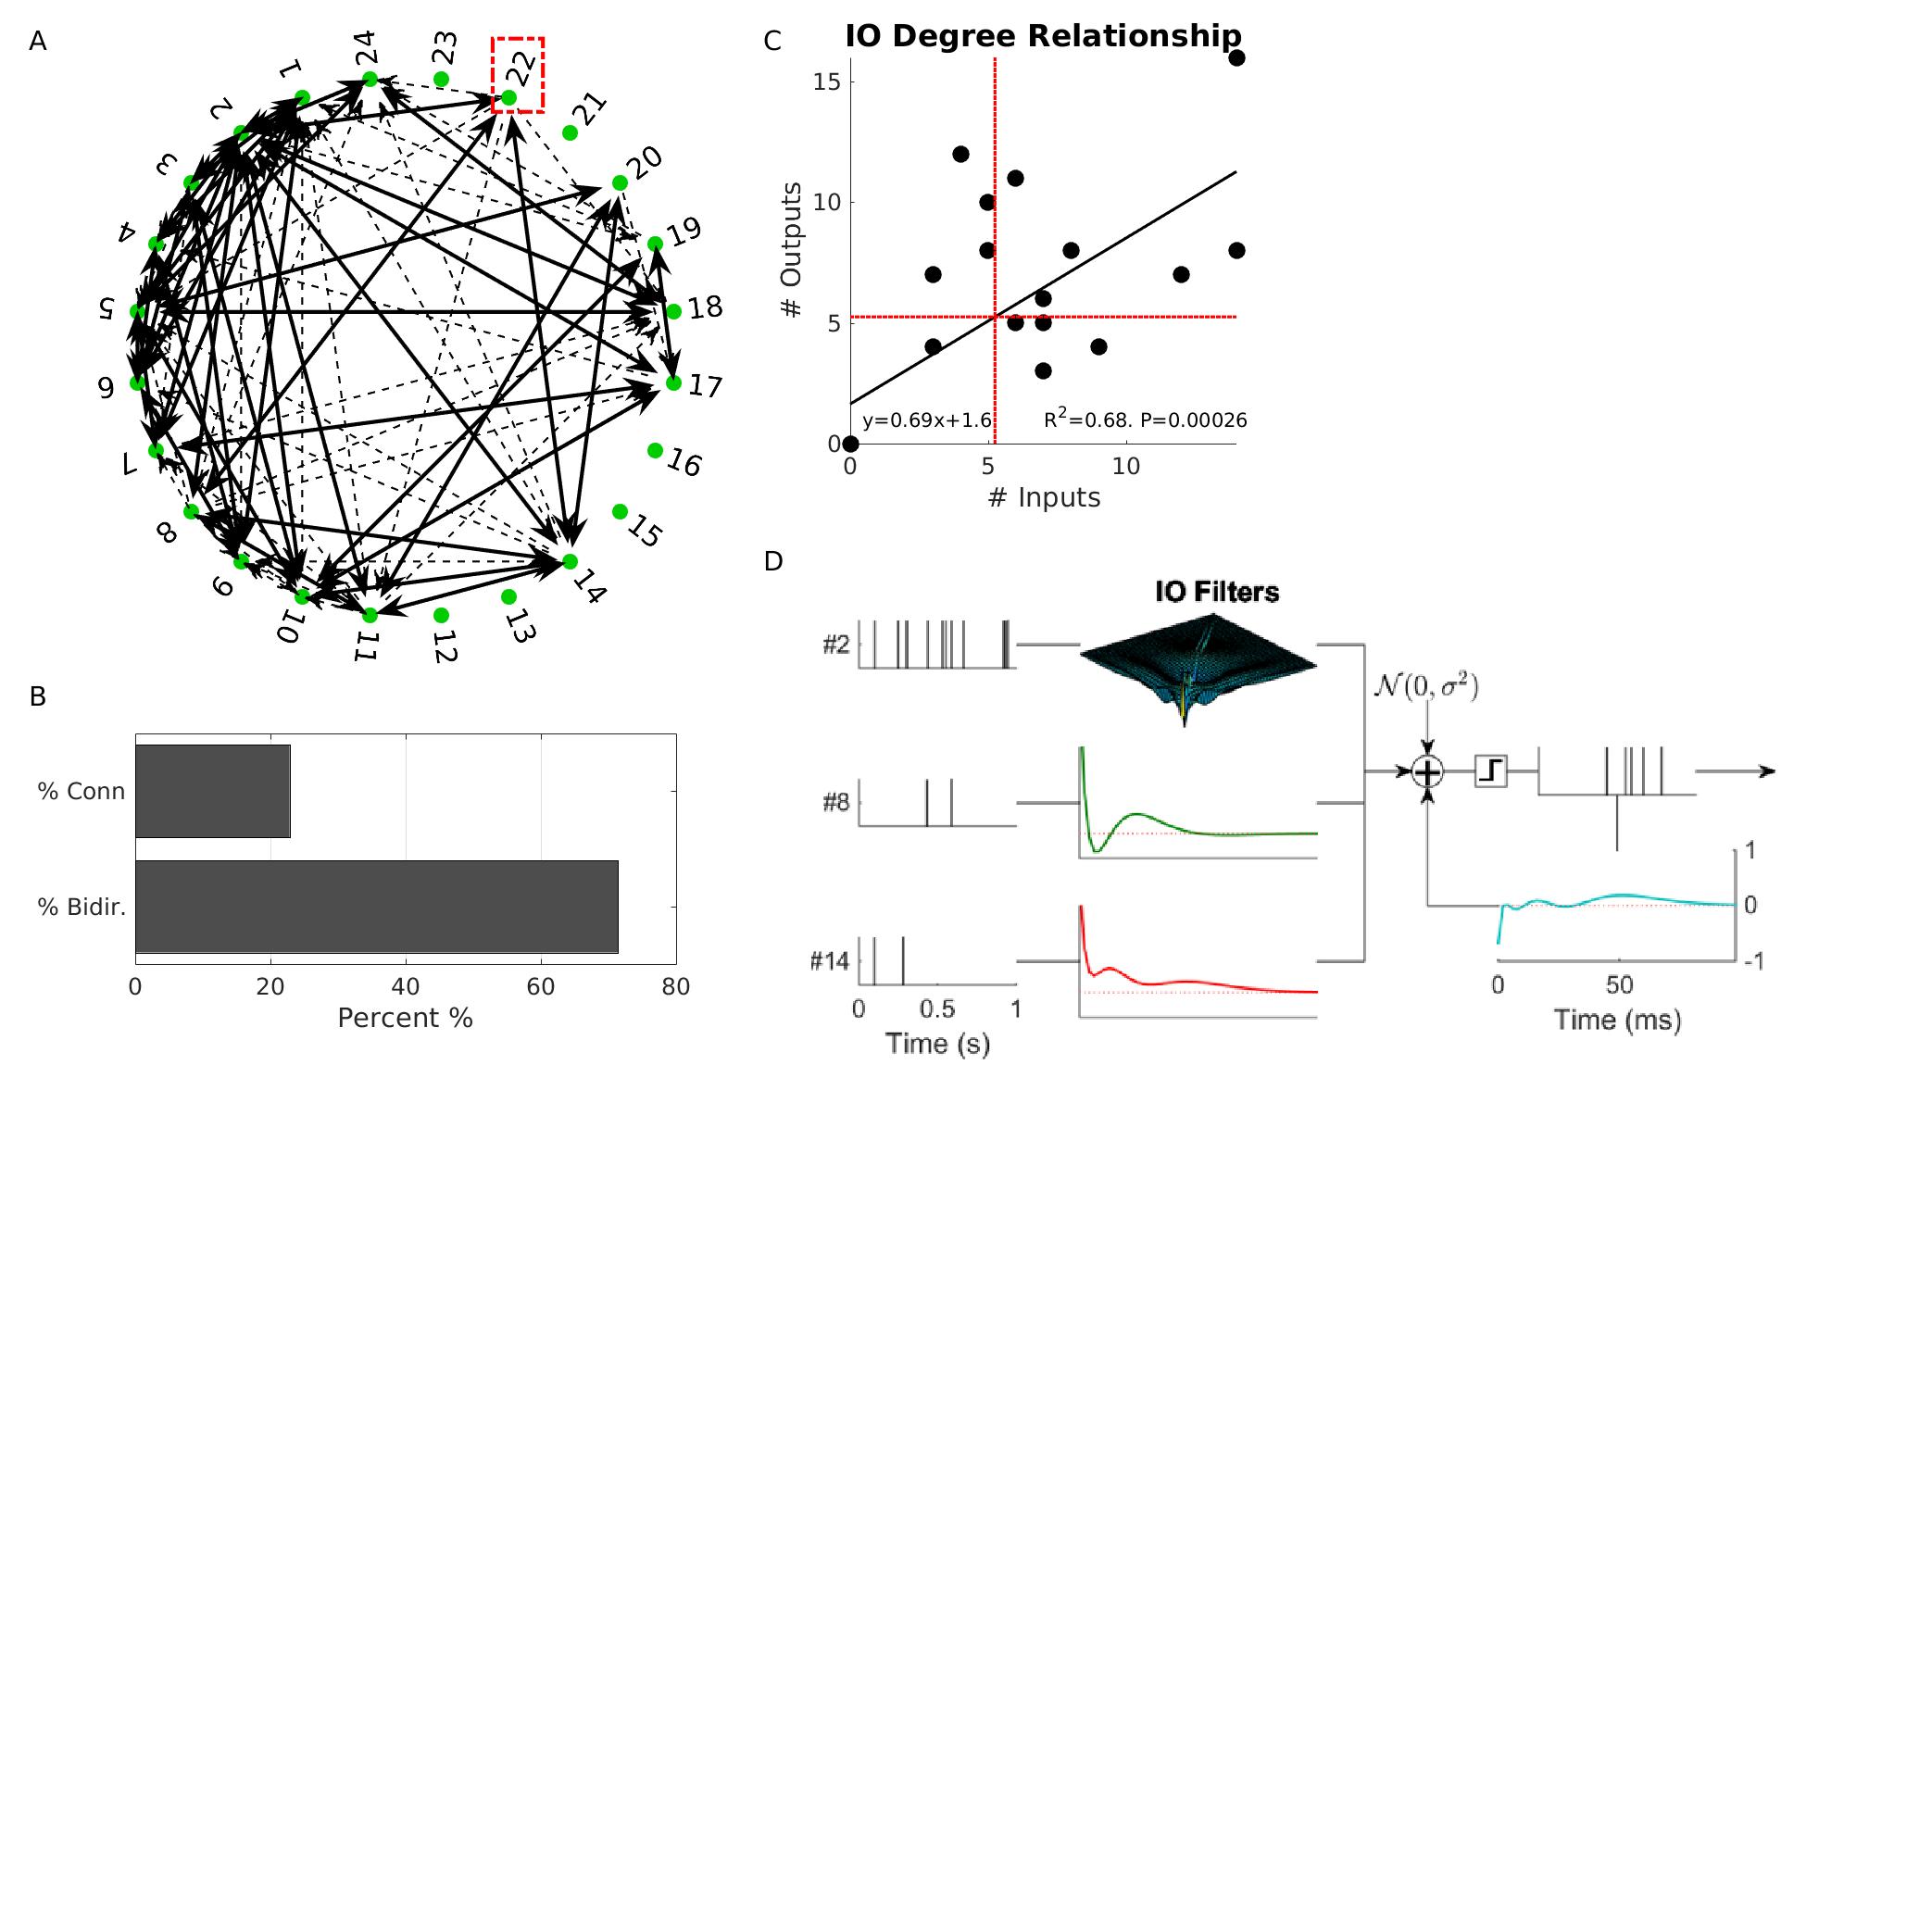 A
24
23
22
21
20
19
18
17
16
15
14
13
12
11
10
9
8
7
6
5
4
3
2
1
B
% Conn
% Bidir.
0 20 40 60 80
Percent %
C
IO Degree Relationship
# Outputs
15
10
5
0
y=0.69x+1.6 R²=0.68. P=0.00026
0 5 10
# Inputs
D
IO Filters
#2
#8
#14
0 0.5 1
Time (s)
𝒩(0, σ²)
1
0
-1
0 50
Time (ms)